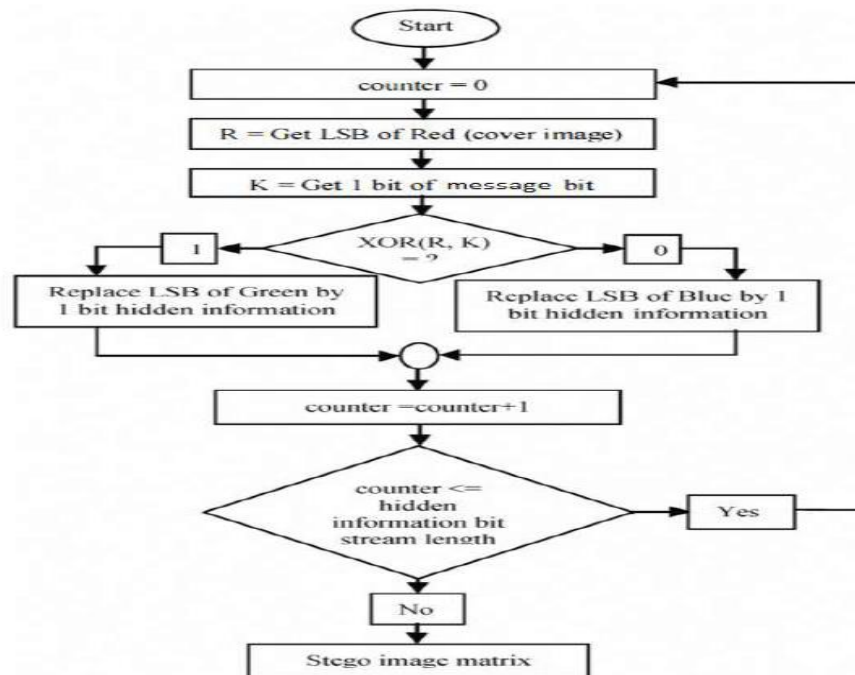 Start
counter = 0
R = Get LSB of Red (cover image)
K = Get 1 bit of message bit
XOR(R, K)
= ?
1
0
Replace LSB of Green by
1 bit hidden information
Replace LSB of Blue by 1
bit hidden information
counter =counter+1
counter <=
hidden
information bit
stream length
Yes
No
Stego image matrix